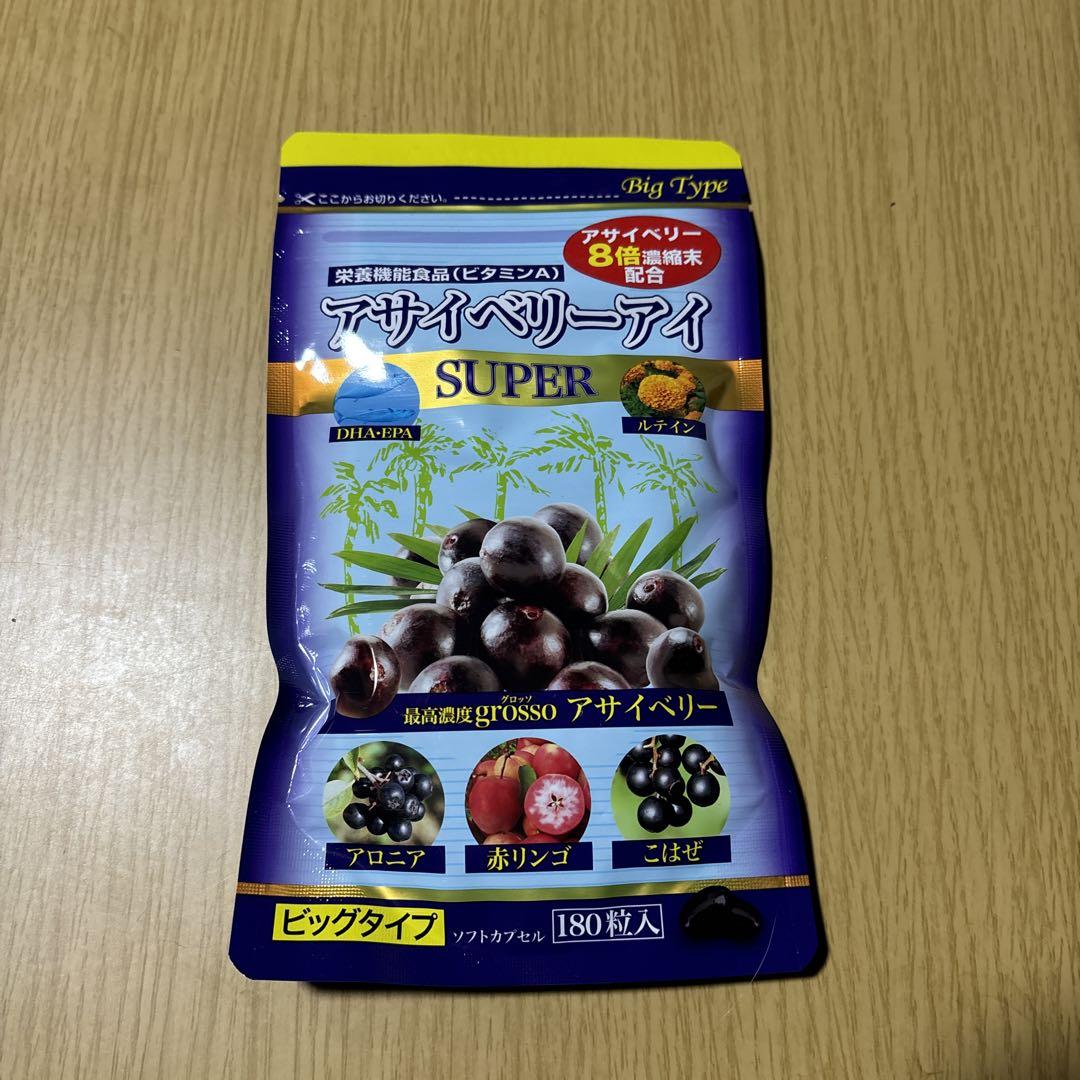 Big Type
ここからお切りください。
アサイベリー
8倍濃縮末
配合
栄養機能食品(ビタミンA)
アサイベリーアイ
SUPER
DHA・EPA
ルテイン
グロッソ
最高濃度grosso アサイベリー
アロニア
赤リンゴ
こはぜ
ビッグタイプ ソフトカプセル 180粒入